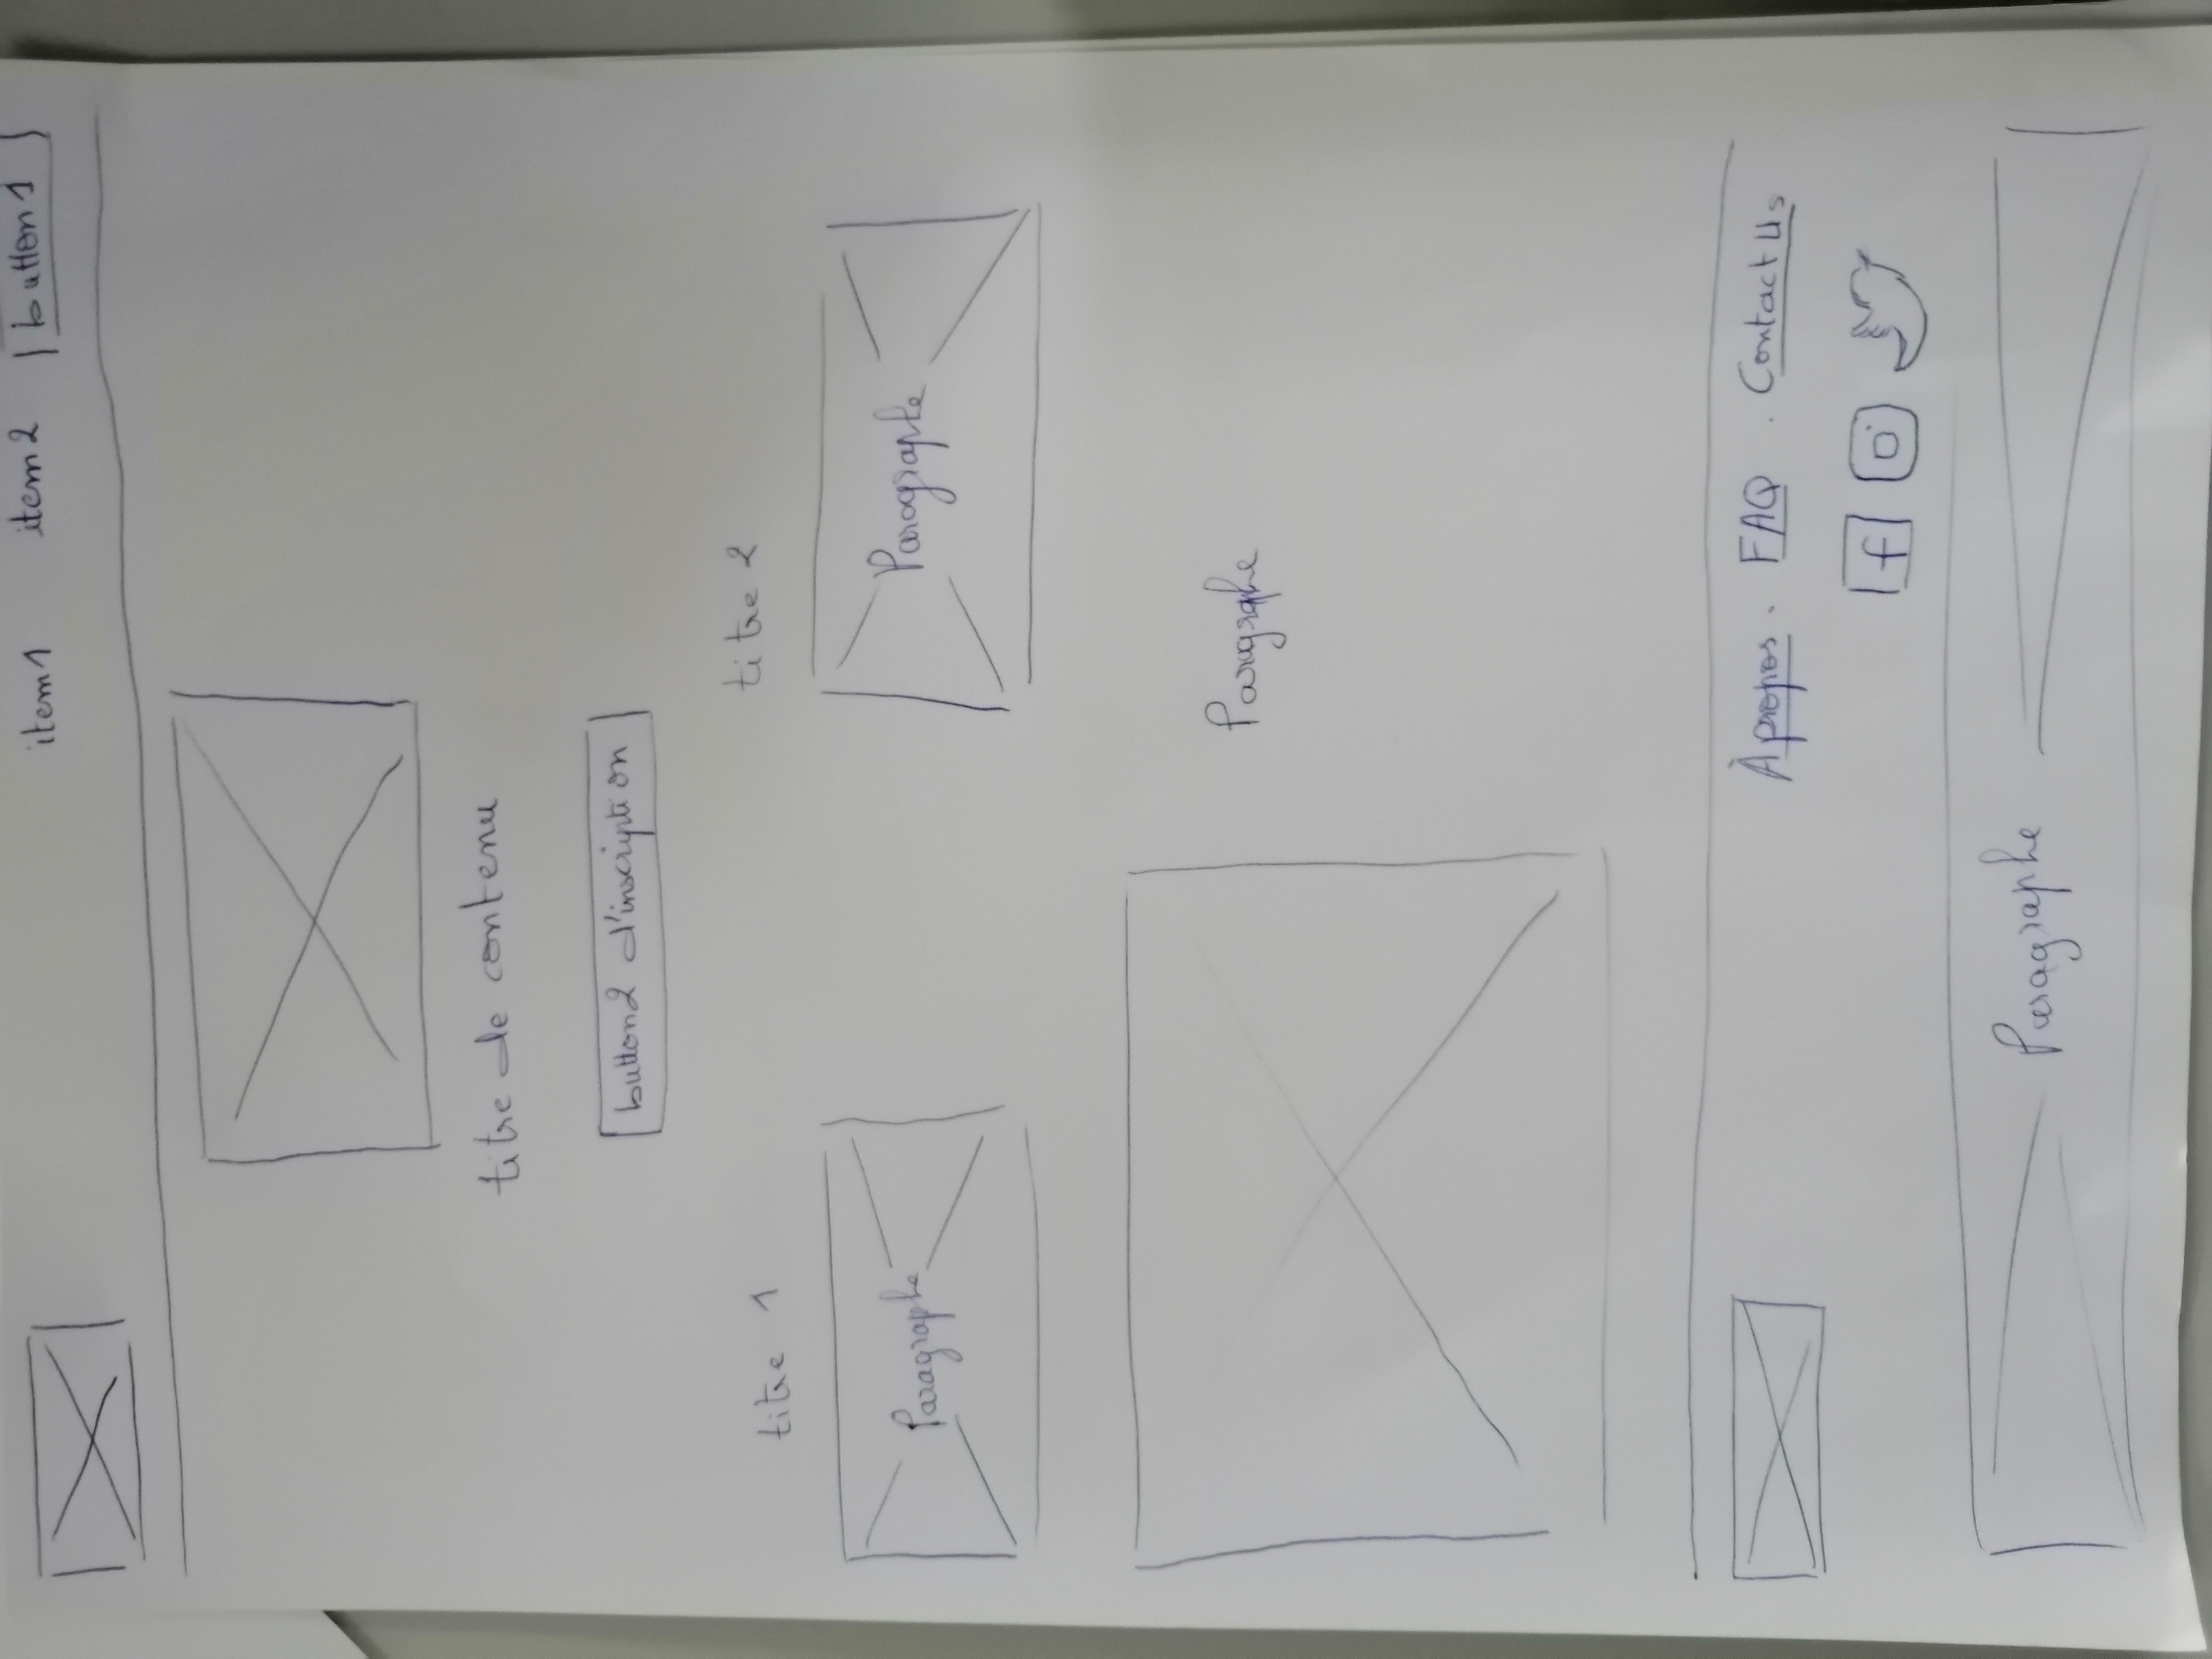 item1 item2 button1
titre de contenu
button2 d'inscription
titre 1 titre 2
Paragraphe Paragraphe
Paragraphe
À propos . FAQ . Contact Us
f
Paragraphe